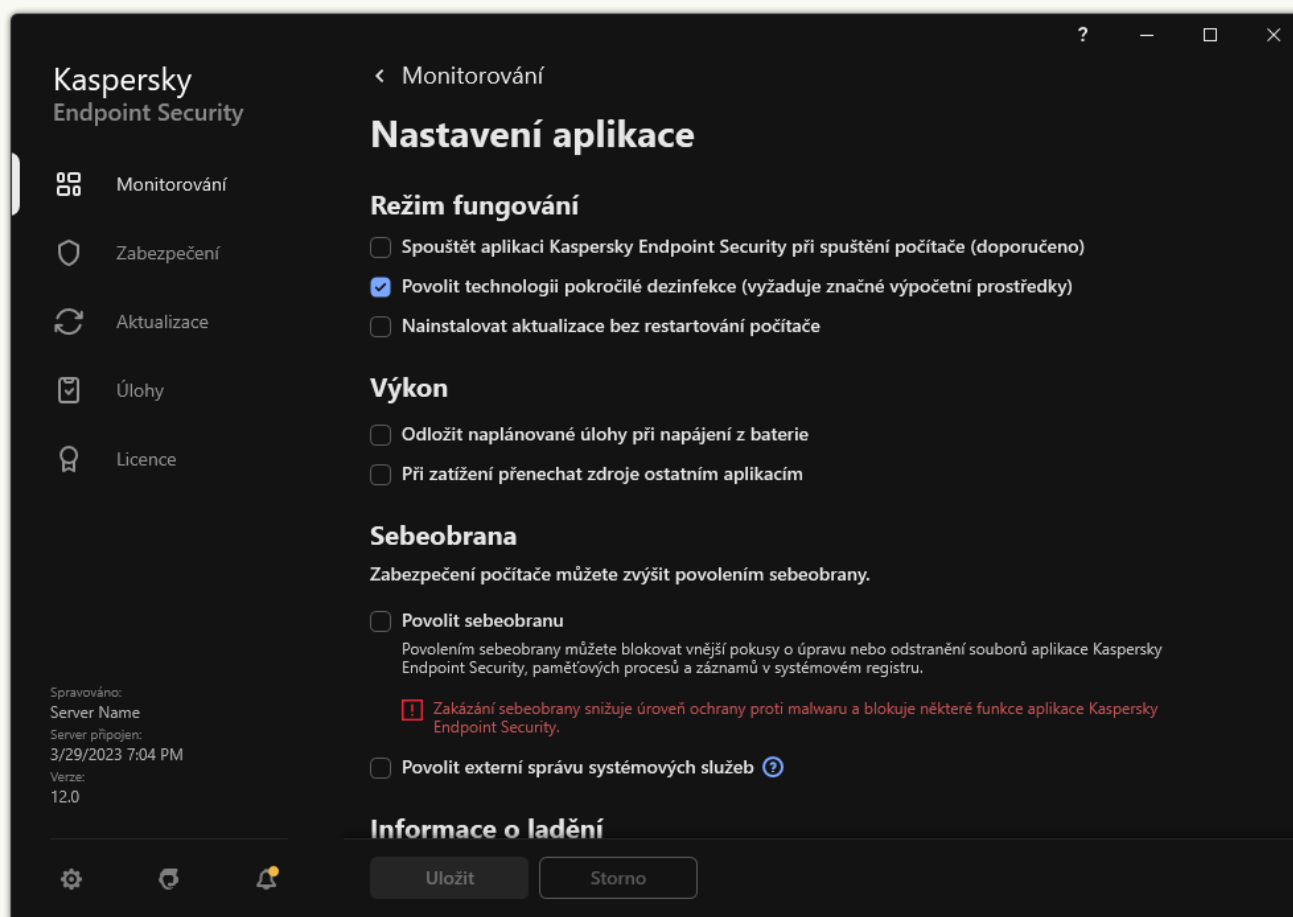 ?
Kaspersky
Endpoint Security
Monitorování
Zabezpečení
Aktualizace
Úlohy
Licence
Spravováno:
Server Name
Server připojen:
3/29/2023 7:04 PM
Verze:
12.0
Monitorování
Nastavení aplikace
Režim fungování
Spouštět aplikaci Kaspersky Endpoint Security při spuštění počítače (doporučeno)
Povolit technologii pokročilé dezinfekce (vyžaduje značné výpočetní prostředky)
Nainstalovat aktualizace bez restartování počítače
Výkon
Odložit naplánované úlohy při napájení z baterie
Při zatížení přenechat zdroje ostatním aplikacím
Sebeobrana
Zabezpečení počítače můžete zvýšit povolením sebeobrany.
Povolit sebeobranu
Povolením sebeobrany můžete blokovat vnější pokusy o úpravu nebo odstranění souborů aplikace Kaspersky
Endpoint Security, paměťových procesů a záznamů v systémovém registru.
Zakázání sebeobrany snižuje úroveň ochrany proti malwaru a blokuje některé funkce aplikace Kaspersky
Endpoint Security.
Povolit externí správu systémových služeb ?
Informace o ladění
Uložit
Storno